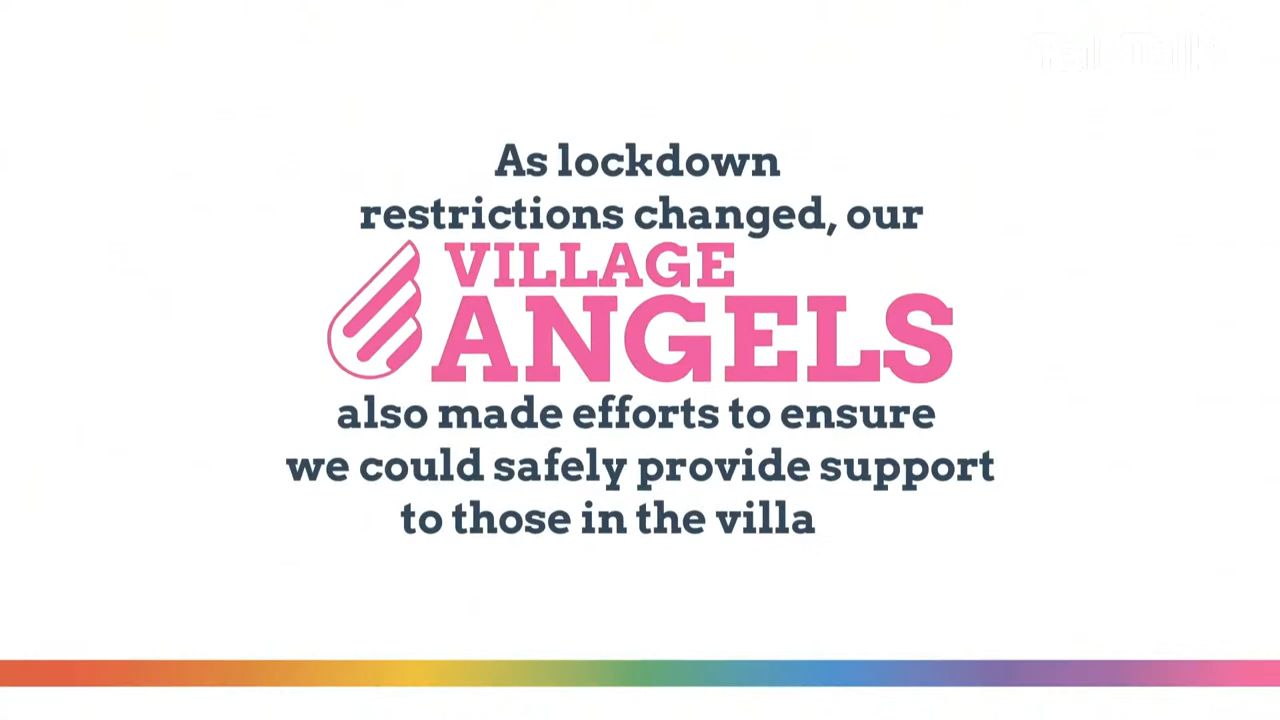 As lockdown
restrictions changed, our
VILLAGE
ANGELS
also made efforts to ensure
we could safely provide support
to those in the villa